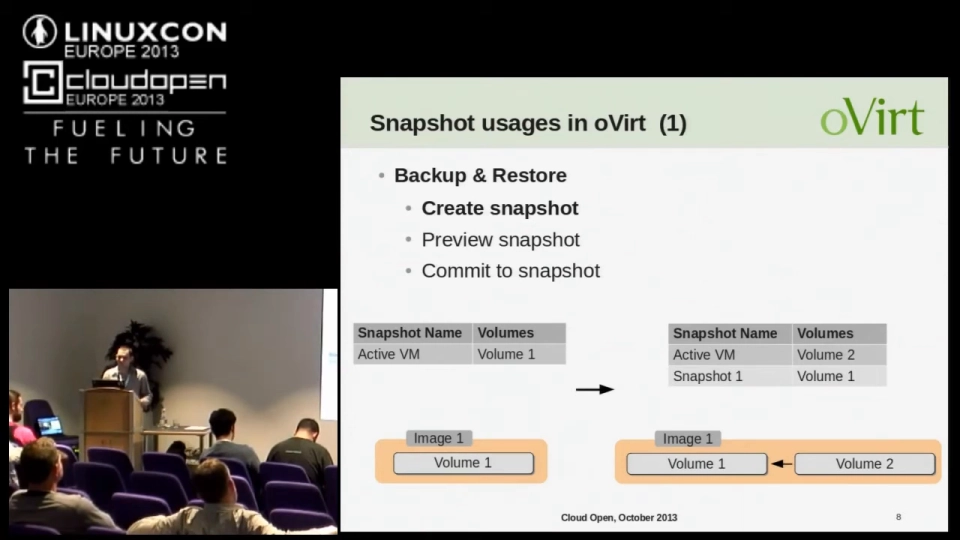 LINUXCON
EUROPE 2013
cloudopen
EUROPE 2013
FUELING
THE FUTURE
Snapshot usages in oVirt (1)
oVirt
• Backup & Restore
• Create snapshot
• Preview snapshot
• Commit to snapshot
Snapshot Name Volumes
Active VM Volume 1
Snapshot Name Volumes
Active VM Volume 2
Snapshot 1 Volume 1
Image 1
Volume 1
Image 1
Volume 1 Volume 2
Cloud Open, October 2013
8